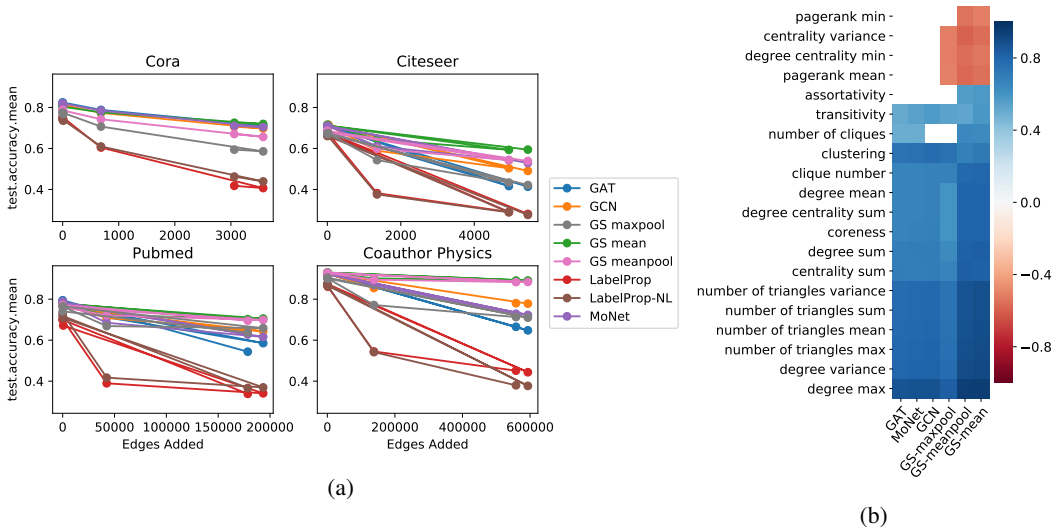 Cora
Citeseer
test.accuracy.mean
0.8
0.6
0.4
0
1000
2000
3000
0.8
0.6
0.4
0
2000
4000
Pubmed
Coauthor Physics
test.accuracy.mean
0.8
0.6
0.4
0
50000
100000
150000
200000
Edges Added
0.8
0.6
0.4
0
200000
400000
600000
Edges Added
GAT
GCN
GS maxpool
GS mean
GS meanpool
LabelProp
LabelProp-NL
MoNet
(a)
pagerank min
centrality variance
degree centrality min
pagerank mean
assortativity
transitivity
number of cliques
clustering
clique number
degree mean
degree centrality sum
coreness
degree sum
centrality sum
number of triangles variance
number of triangles sum
number of triangles mean
number of triangles max
degree variance
degree max
GAT
MoNet
GCN
GS-maxpool
GS-meanpool
GS-mean
0.8
0.4
0.0
−0.4
−0.8
(b)